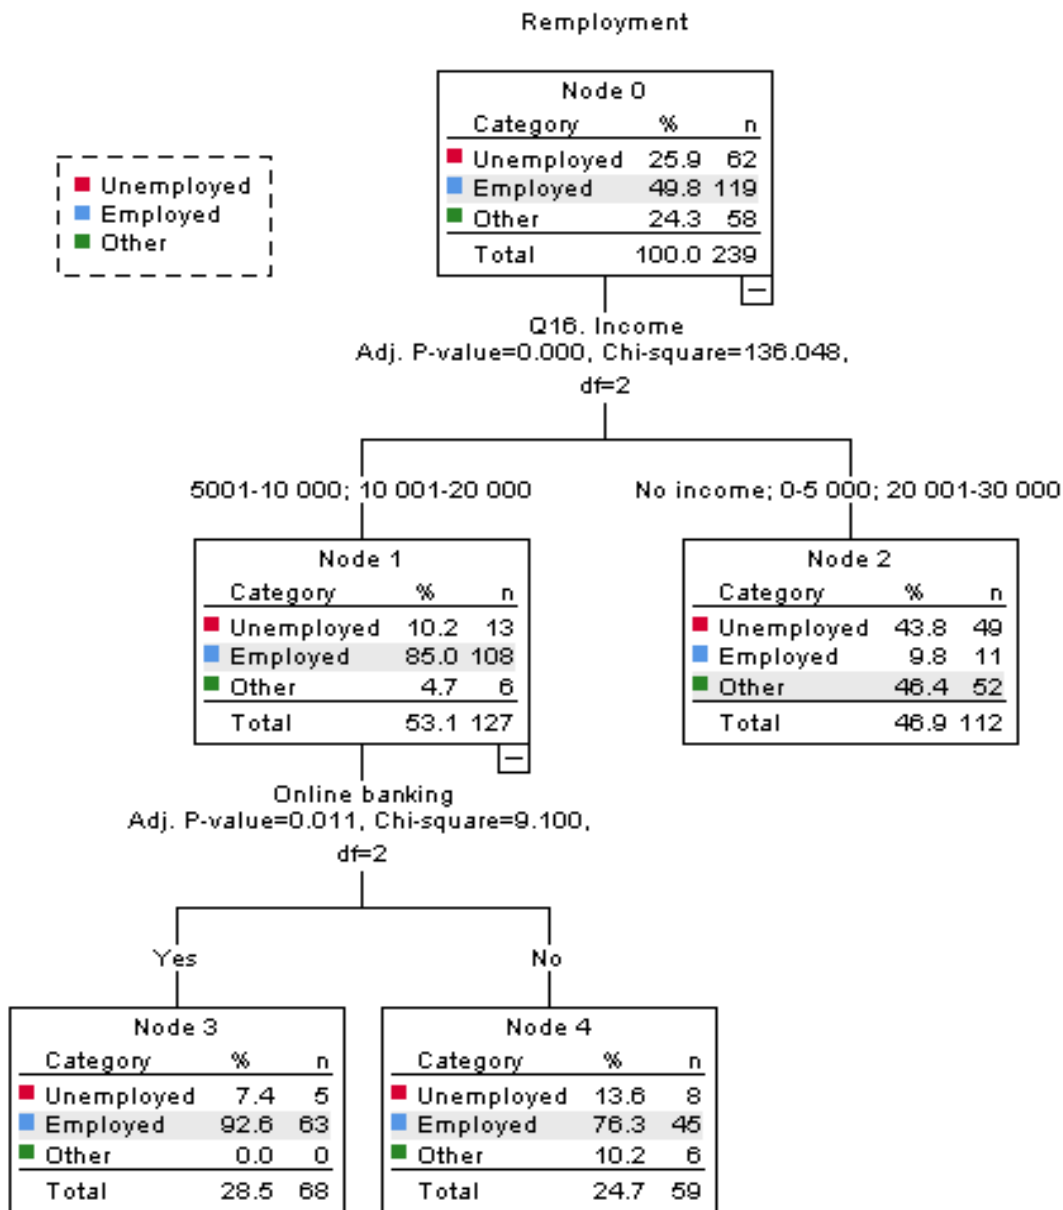 Remployment
Unemployed
Employed
Other
Node 0
Category % n
Unemployed 25.9 62
Employed 49.8 119
Other 24.3 58
Total 100.0 239
Q16. Income
Adj. P-value=0.000, Chi-square=136.048,
df=2
5001-10 000; 10 001-20 000
No income; 0-5 000; 20 001-30 000
Node 1
Category % n
Unemployed 10.2 13
Employed 85.0 108
Other 4.7 6
Total 53.1 127
Node 2
Category % n
Unemployed 43.8 49
Employed 9.8 11
Other 46.4 52
Total 46.9 112
Online banking
Adj. P-value=0.011, Chi-square=9.100,
df=2
Yes
No
Node 3
Category % n
Unemployed 7.4 5
Employed 92.6 63
Other 0.0 0
Total 28.5 68
Node 4
Category % n
Unemployed 13.6 8
Employed 76.3 45
Other 10.2 6
Total 24.7 59